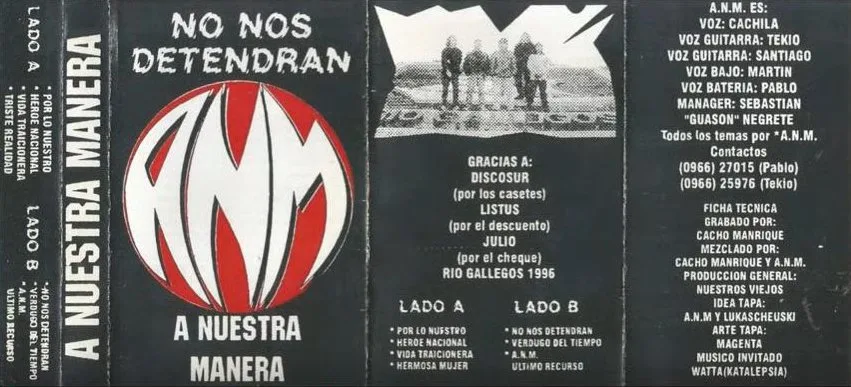 LADO A
* POR LO NUESTRO
* HEROE NACIONAL
* VIDA TRAICIONERA
* TRISTE REALIDAD
LADO B
* NO NOS DETENDRAN
* VERDUGO DEL TIEMPO
* A.N.M.
ULTIMO RECURSO
A NUESTRA MANERA
NO NOS
DETENDRAN
ANM
A NUESTRA
MANERA
GRACIAS A:
DISCOSUR
(por los casetes)
LISTUS
(por el descuento)
JULIO
(por el cheque)
RIO GALLEGOS 1996
LADO A
* POR LO NUESTRO
* HEROE NACIONAL
* VIDA TRAICIONERA
* HERMOSA MUJER
LADO B
* NO NOS DETENDRAN
* VERDUGO DEL TIEMPO
* A.N.M.
ULTIMO RECURSO
A.N.M. ES:
VOZ: CACHILA
VOZ GUITARRA: TEKIO
VOZ GUITARRA: SANTIAGO
VOZ BAJO: MARTIN
VOZ BATERIA: PABLO
MANAGER: SEBASTIAN
"GUASON" NEGRETE
Todos los temas por *A.N.M.
Contactos
(0966) 27015 (Pablo)
(0966) 25976 (Tekio)
FICHA TECNICA
GRABADO POR:
CACHO MANRIQUE
MEZCLADO POR:
CACHO MANRIQUE Y A.N.M.
PRODUCCION GENERAL:
NUESTROS VIEJOS
IDEA TAPA:
A.N.M Y LUKASCHEUSKI
ARTE TAPA:
MAGENTA
MUSICO INVITADO
WATTA(KATALEPSIA)